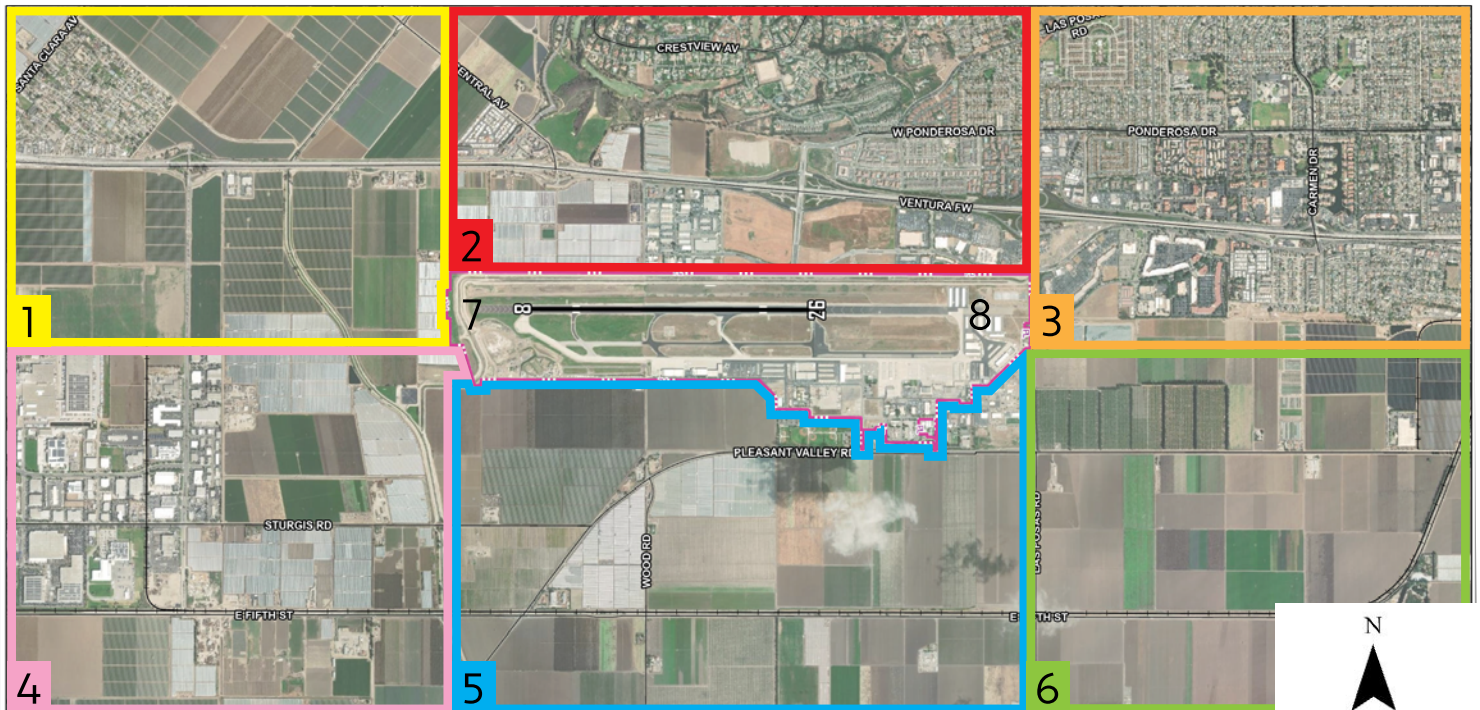 SANTA CLARA AV
CRESTVIEW AV
LAS POSAS
RD
W PONDEROSA DR
PONDEROSA DR
CARMEN DR
VENTURA FW
1
2
3
7
8
26
8
PLEASANT VALLEY RD
STURGIS RD
WOOD RD
LAS POSAS RD
E FIFTH ST
E FIFTH ST
4
5
6
N